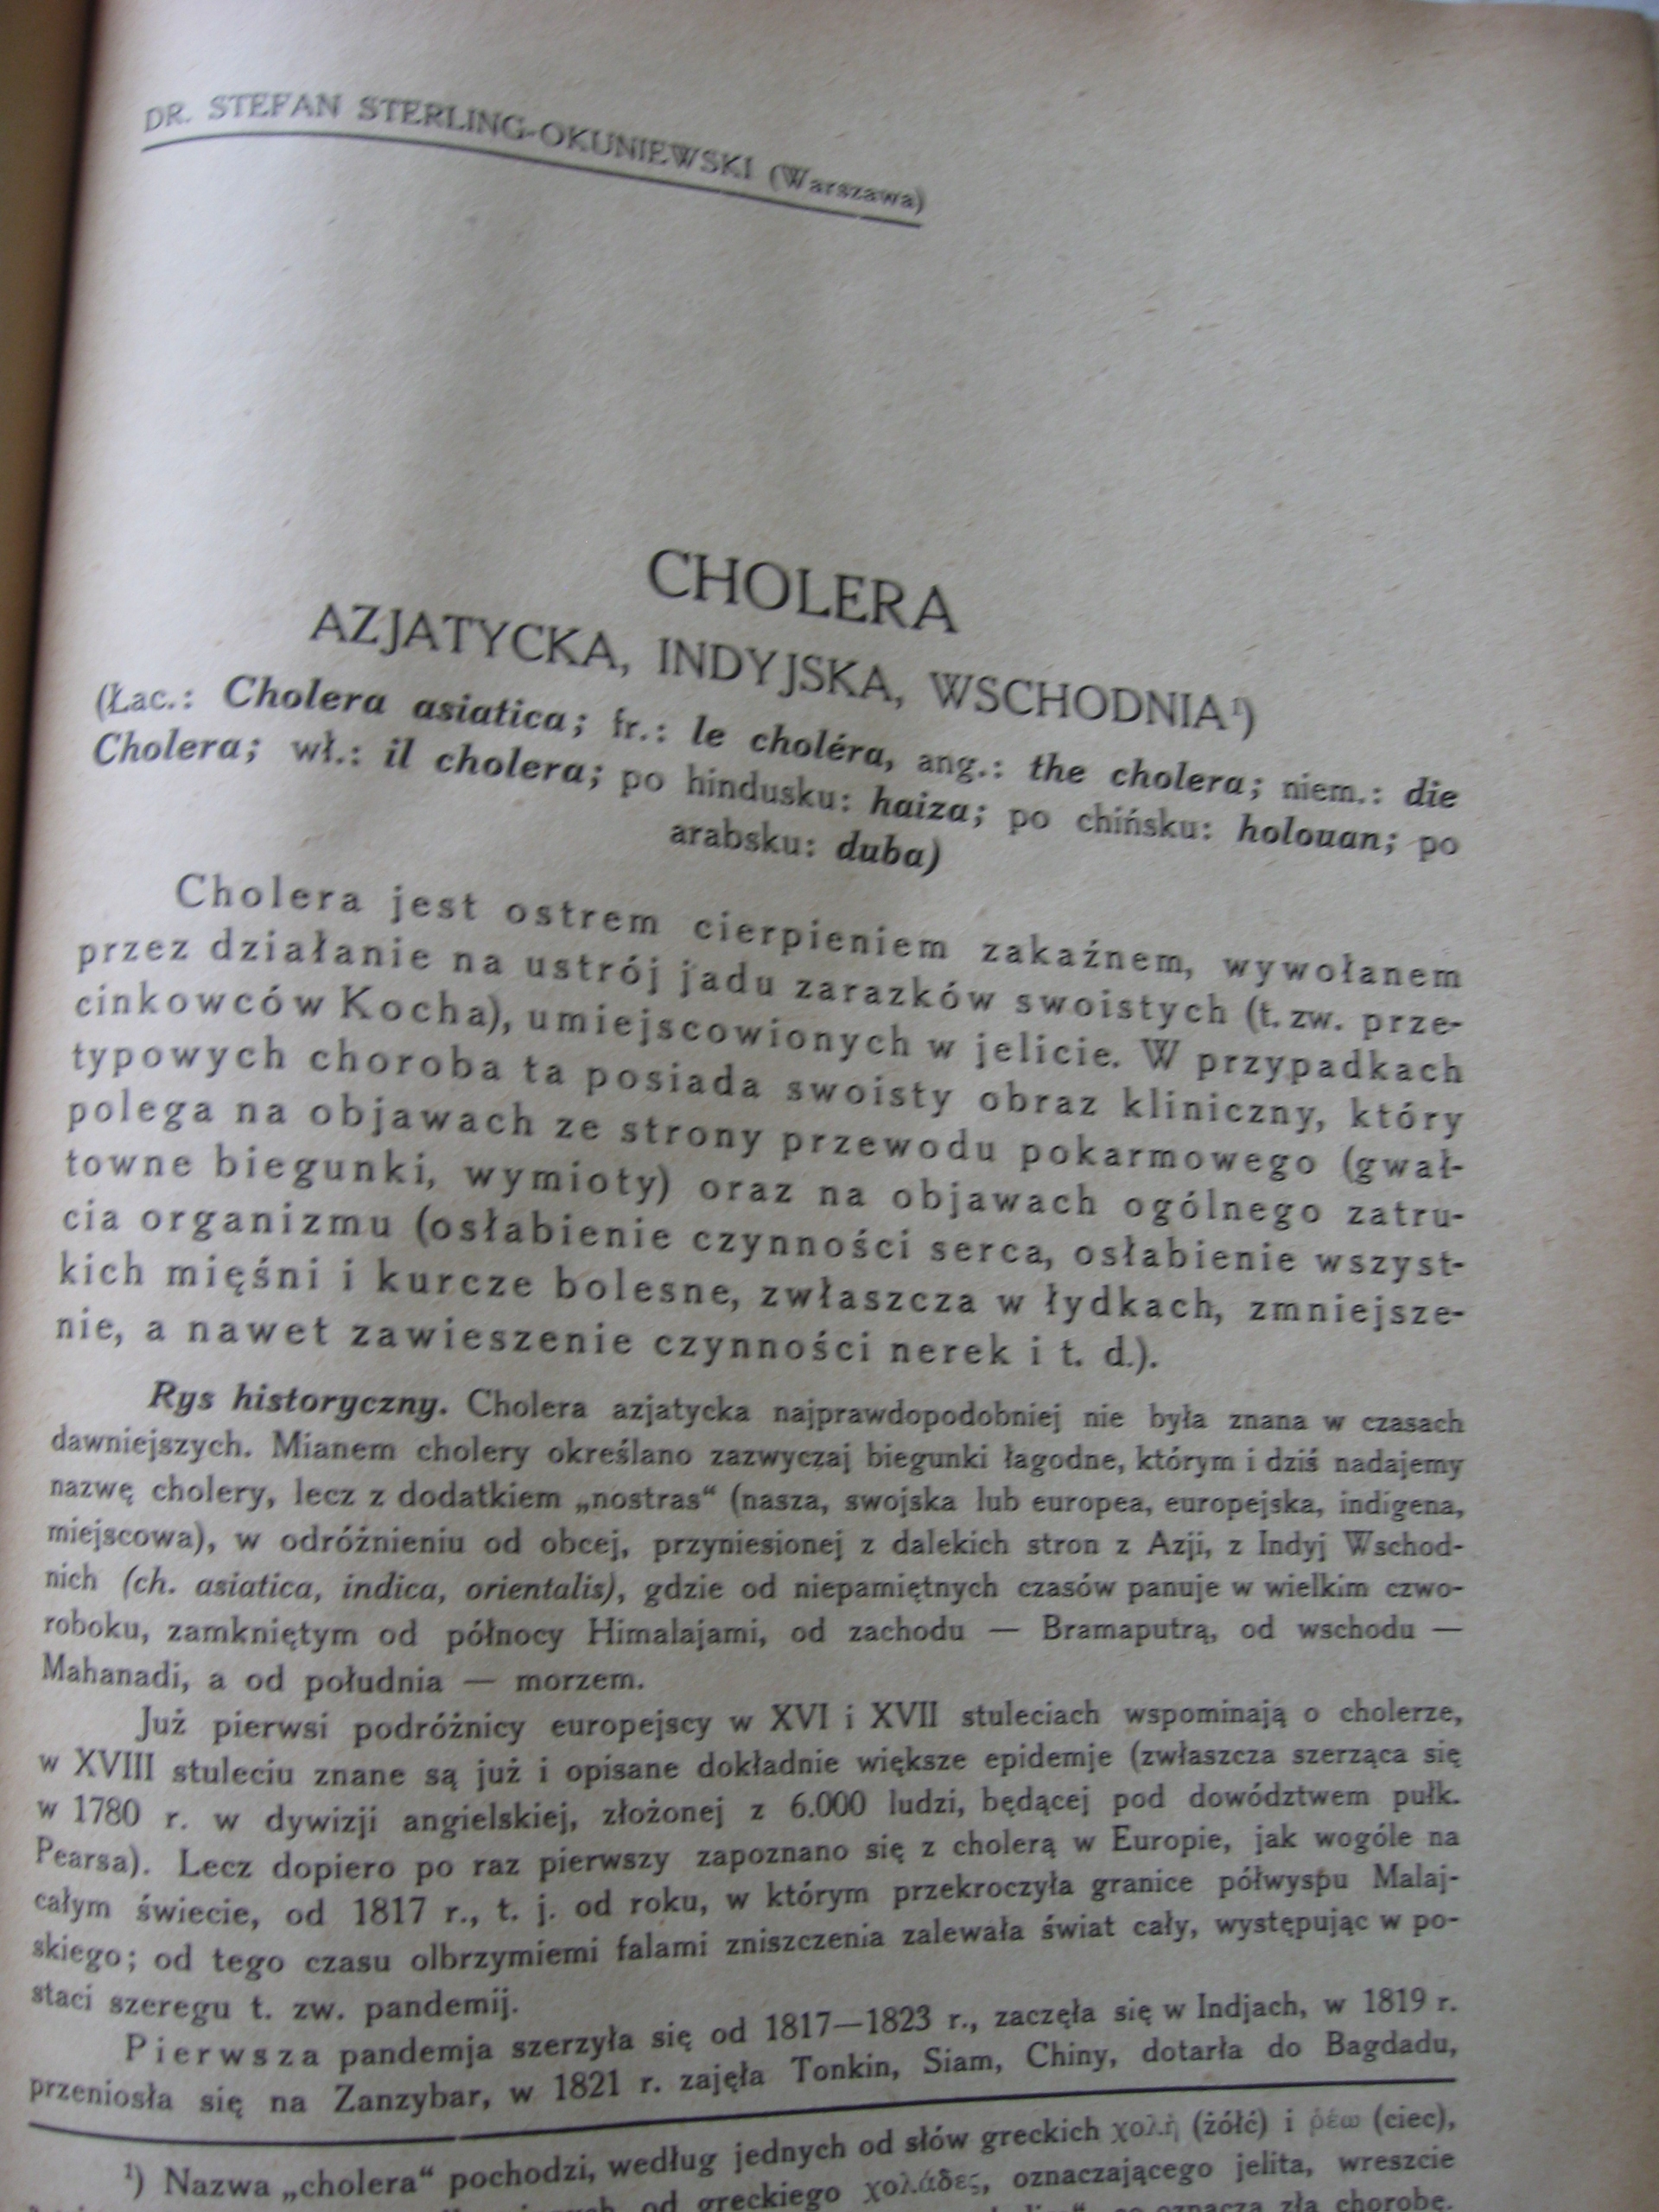 DR. STEFAN STERLING-OKUNIEWSKI (Warszawa)
CHOLERA
AZJATYCKA, INDYJSKA, WSCHODNIA¹)
(Łac.: Cholera asiatica; fr.: le choléra, ang.: the cholera; niem.: die
Cholera; wł.: il cholera; po hindusku: haiza; po chińsku: holouan; po
arabsku: duba)
Cholera jest ostrem cierpieniem zakaźnem, wywołanem
przez działanie na ustrój jadu zarazków swoistych (t. zw. prze-
cinkowców Kocha), umiejscowionych w jelicie. W przypadkach
typowych choroba ta posiada swoisty obraz kliniczny, który
polega na objawach ze strony przewodu pokarmowego (gwał-
towne biegunki, wymioty) oraz na objawach ogólnego zatru-
cia organizmu (osłabienie czynności serca, osłabienie wszyst-
kich mięśni i kurcze bolesne, zwłaszcza w łydkach, zmniejsze-
nie, a nawet zawieszenie czynności nerek i t. d.).
Rys historyczny. Cholera azjatycka najprawdopodobniej nie była znana w czasach
dawniejszych. Mianem cholery określano zazwyczaj biegunki łagodne, którym i dziś nadajemy
nazwę cholery, lecz z dodatkiem „nostras“ (nasza, swojska lub europea, europejska, indigena,
miejscowa), w odróżnieniu od obcej, przyniesionej z dalekich stron z Azji, z Indyj Wschod-
nich (ch. asiatica, indica, orientalis), gdzie od niepamiętnych czasów panuje w wielkim czwo-
roboku, zamkniętym od północy Himalajami, od zachodu — Bramaputrą, od wschodu —
Mahanadi, a od południa — morzem.
Już pierwsi podróżnicy europejscy w XVI i XVII stuleciach wspominają o cholerze,
w XVIII stuleciu znane są już i opisane dokładnie większe epidemje (zwłaszcza szerząca się
w 1780 r. w dywizji angielskiej, złożonej z 6.000 ludzi, będącej pod dowództwem pułk.
Pearsa). Lecz dopiero po raz pierwszy zapoznano się z cholerą w Europie, jak wogóle na
całym świecie, od 1817 r., t. j. od roku, w którym przekroczyła granice półwyspu Malaj-
skiego; od tego czasu olbrzymiemi falami zniszczenia zalewała świat cały, występując w po-
staci szeregu t. zw. pandemij.
Pierwsza pandemja szerzyła się od 1817—1823 r., zaczęła się w Indjach, w 1819 r.
przeniosła się na Zanzybar, w 1821 r. zajęła Tonkin, Siam, Chiny, dotarła do Bagdadu,
¹) Nazwa „cholera“ pochodzi, według jednych od słów greckich χολὴ (żółć) i ῥέω (ciec),
od greckiego χολάδες, oznaczającego jelita, wreszcie
co oznacza złą chorobę.